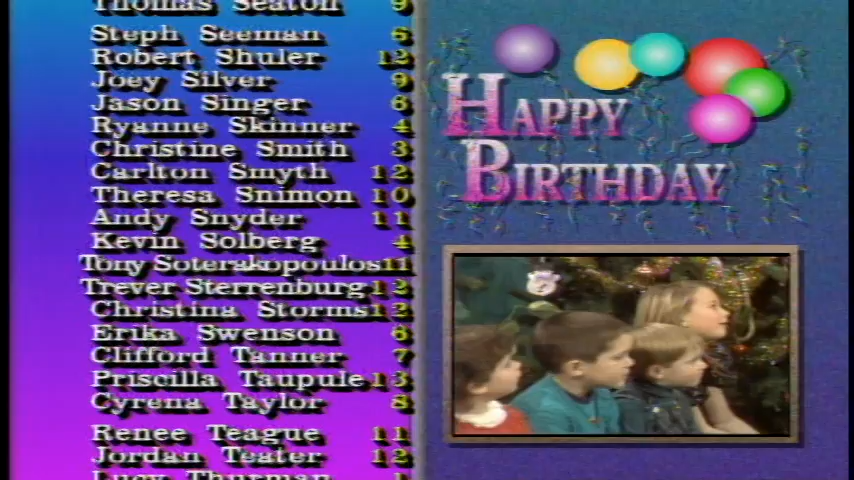 Thomas Seaton 9
Steph Seeman 6
Robert Shuler 12
Joey Silver 9
Jason Singer 6
Ryanne Skinner 4
Christine Smith 3
Carlton Smyth 12
Theresa Snimon 10
Andy Snyder 11
Kevin Solberg 4
Tony Soterakopoulos 11
Trever Sterrenburg 12
Christina Storms 12
Erika Swenson 6
Clifford Tanner 7
Priscilla Taupule 13
Cyrena Taylor 8
Renee Teague 11
Jordan Teater 12
Lucy Thurman 1
HAPPY
BIRTHDAY